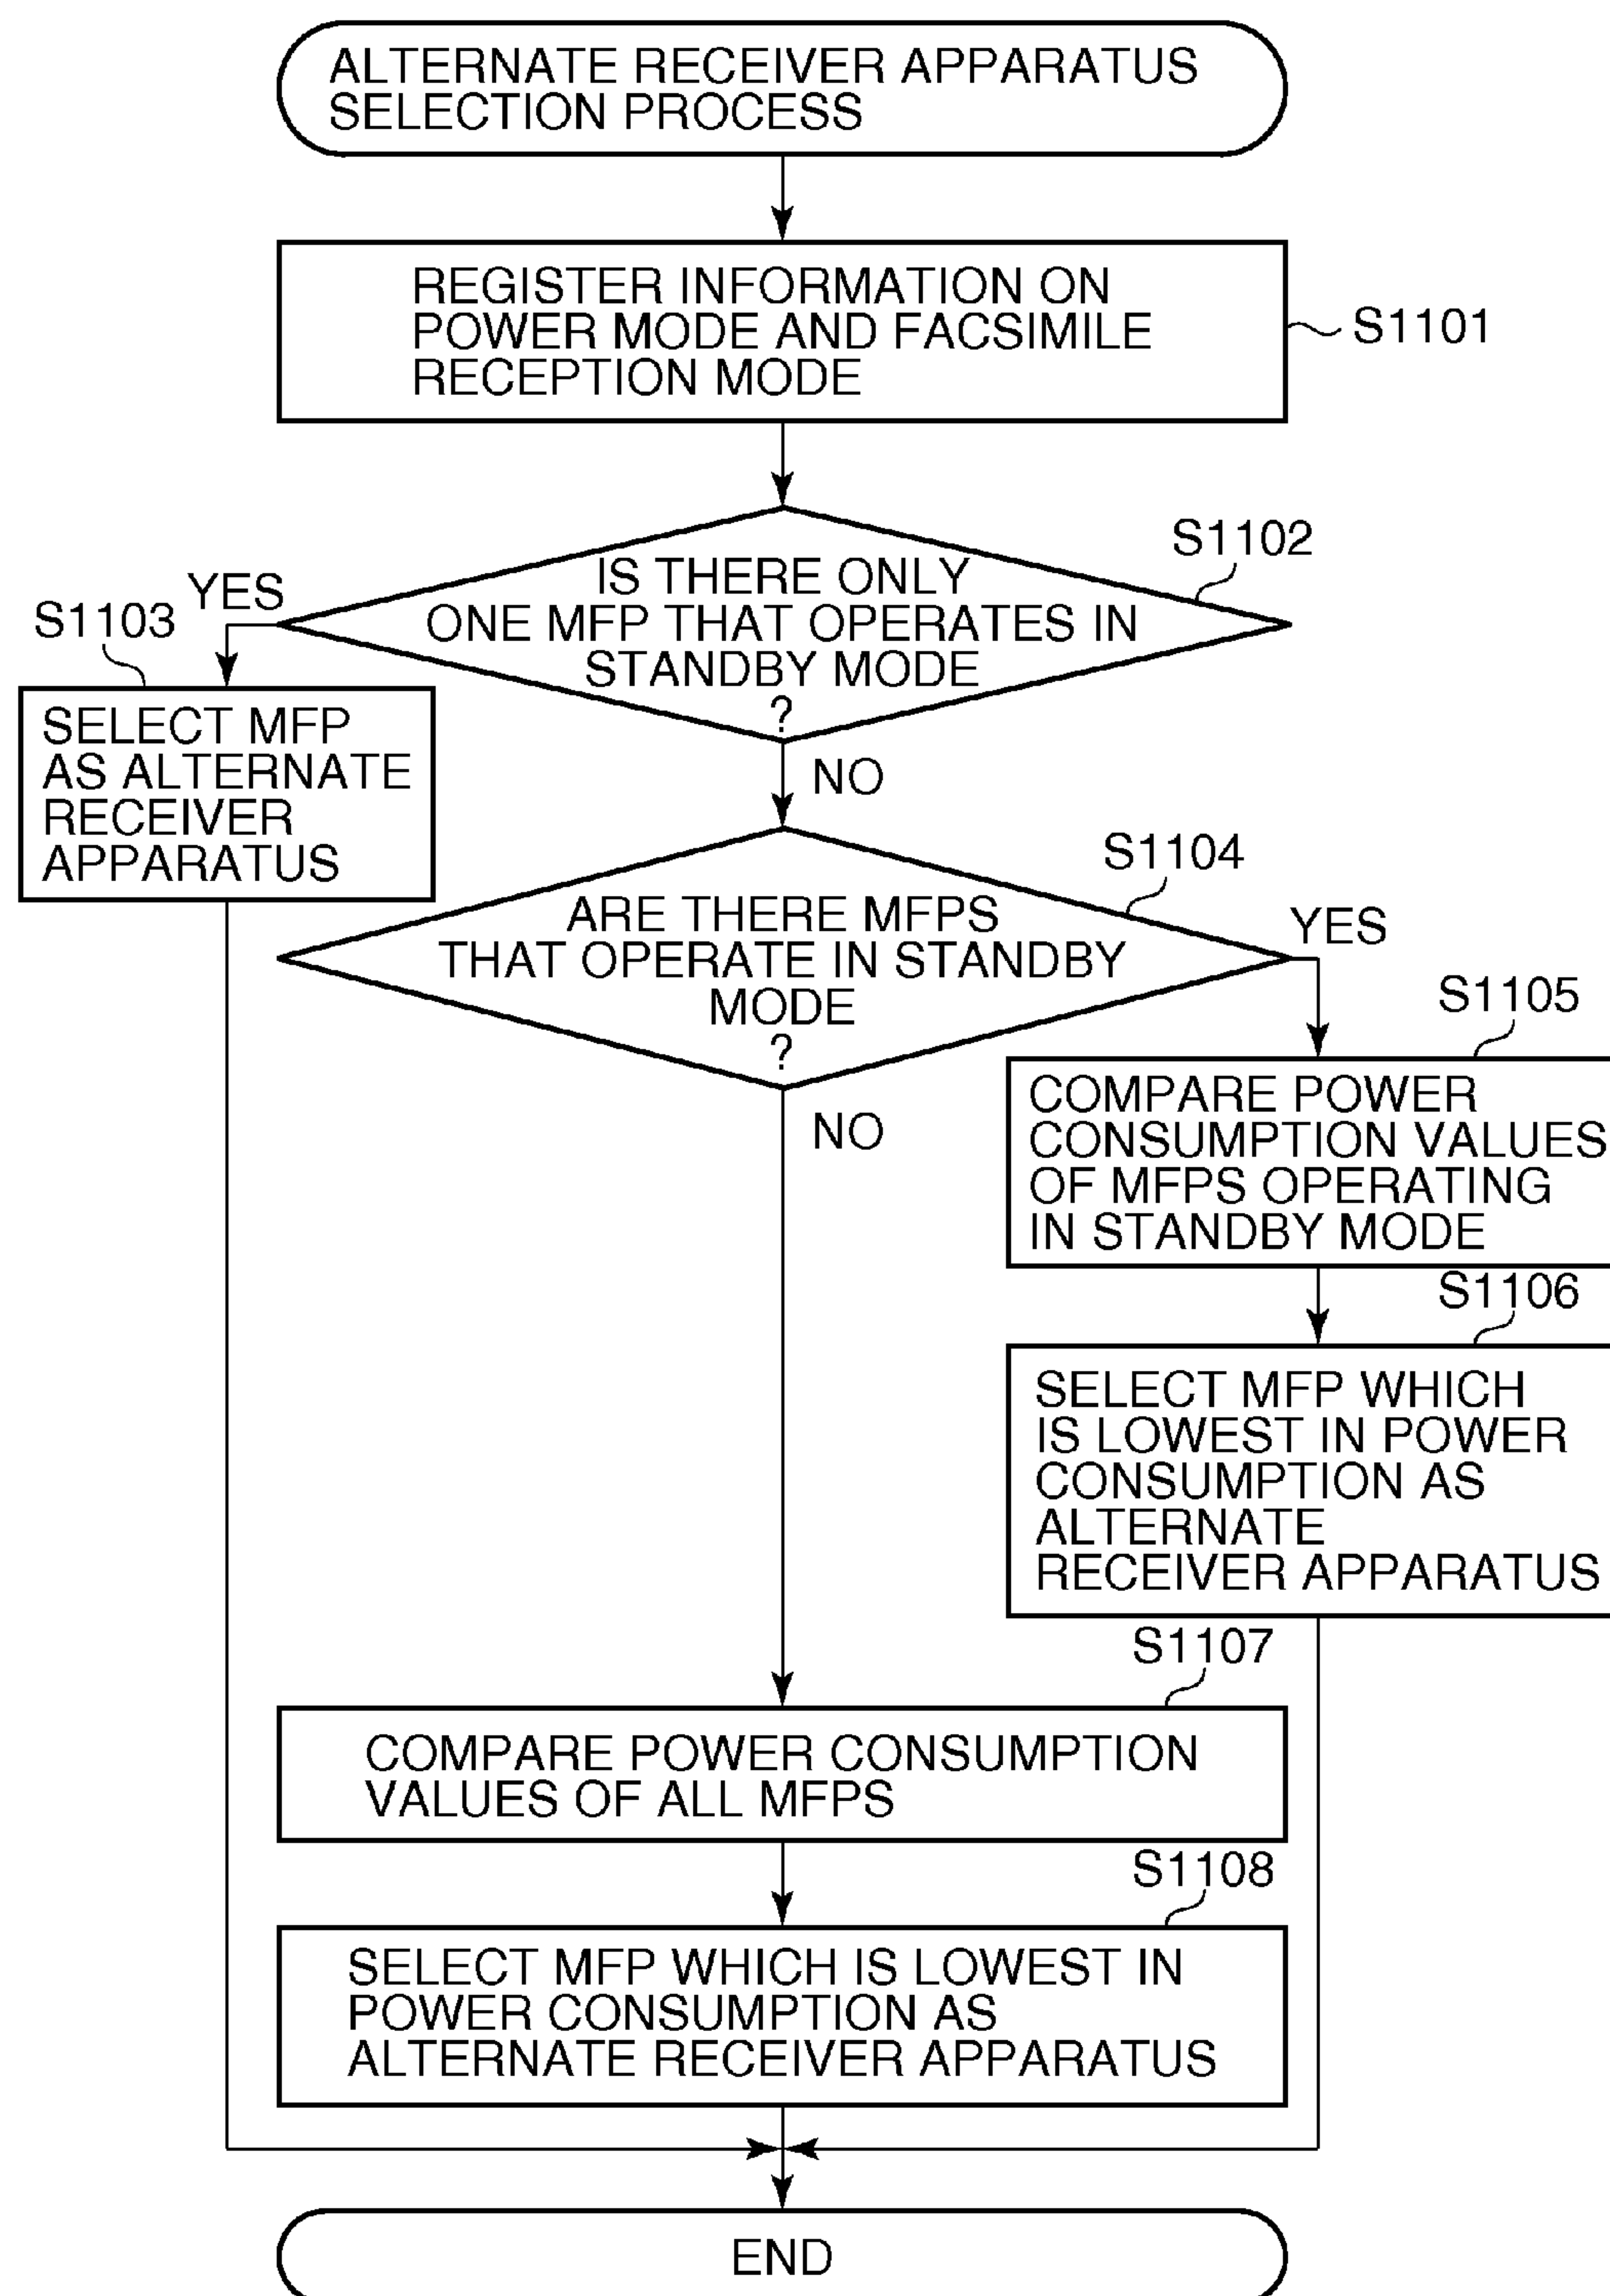 ALTERNATE RECEIVER APPARATUS
SELECTION PROCESS
REGISTER INFORMATION ON
POWER MODE AND FACSIMILE
RECEPTION MODE
S1101
S1102
IS THERE ONLY
ONE MFP THAT OPERATES IN
STANDBY MODE
?
YES
S1103
SELECT MFP
AS ALTERNATE
RECEIVER
APPARATUS
NO
S1104
ARE THERE MFPS
THAT OPERATE IN STANDBY
MODE
?
YES
S1105
COMPARE POWER
CONSUMPTION VALUES
OF MFPS OPERATING
IN STANDBY MODE
NO
S1106
SELECT MFP WHICH
IS LOWEST IN POWER
CONSUMPTION AS
ALTERNATE
RECEIVER APPARATUS
S1107
COMPARE POWER CONSUMPTION
VALUES OF ALL MFPS
S1108
SELECT MFP WHICH IS LOWEST IN
POWER CONSUMPTION AS
ALTERNATE RECEIVER APPARATUS
END